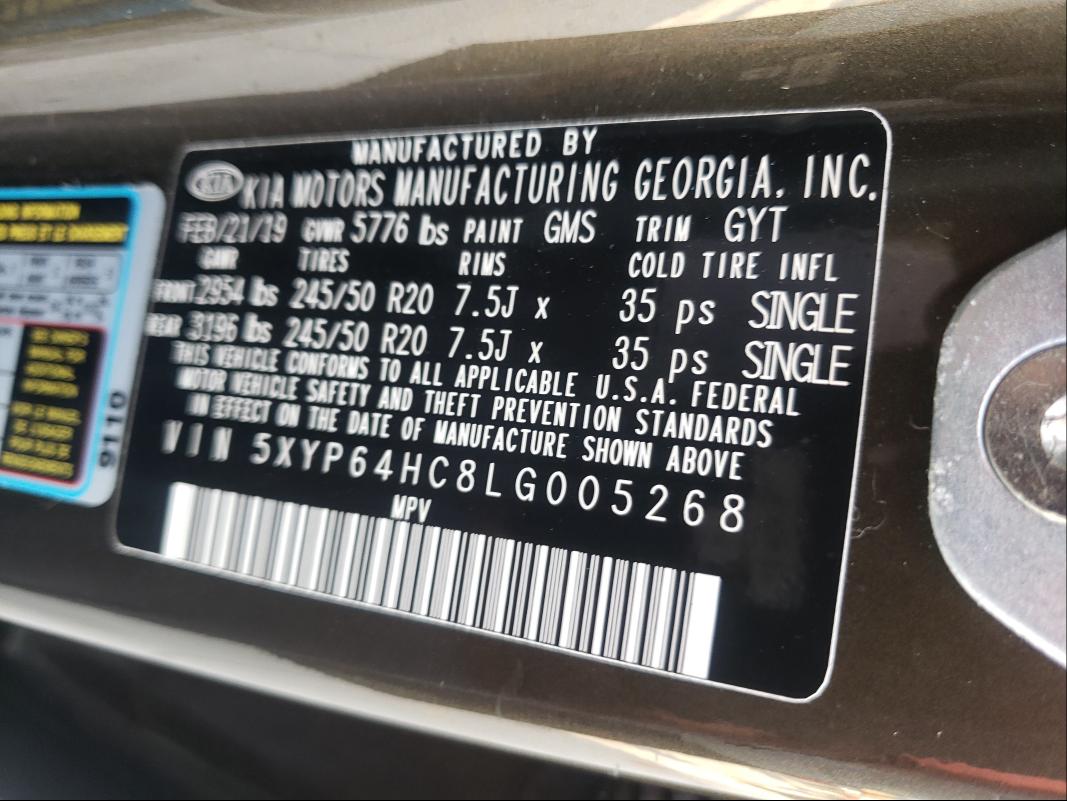 MANUFACTURED BY
KIA KIA MOTORS MANUFACTURING GEORGIA, INC.
FEB/21/19 GVWR 5776 lbs PAINT GMS TRIM GYT
GAWR TIRES RIMS COLD TIRE INFL
FRONT 2954 lbs 245/50 R20 7.5J x 35 ps SINGLE
REAR 3196 lbs 245/50 R20 7.5J x 35 ps SINGLE
THIS VEHICLE CONFORMS TO ALL APPLICABLE U.S.A. FEDERAL
MOTOR VEHICLE SAFETY AND THEFT PREVENTION STANDARDS
IN EFFECT ON THE DATE OF MANUFACTURE SHOWN ABOVE
VIN 5XYP64HC8LG005268
MPV
9110